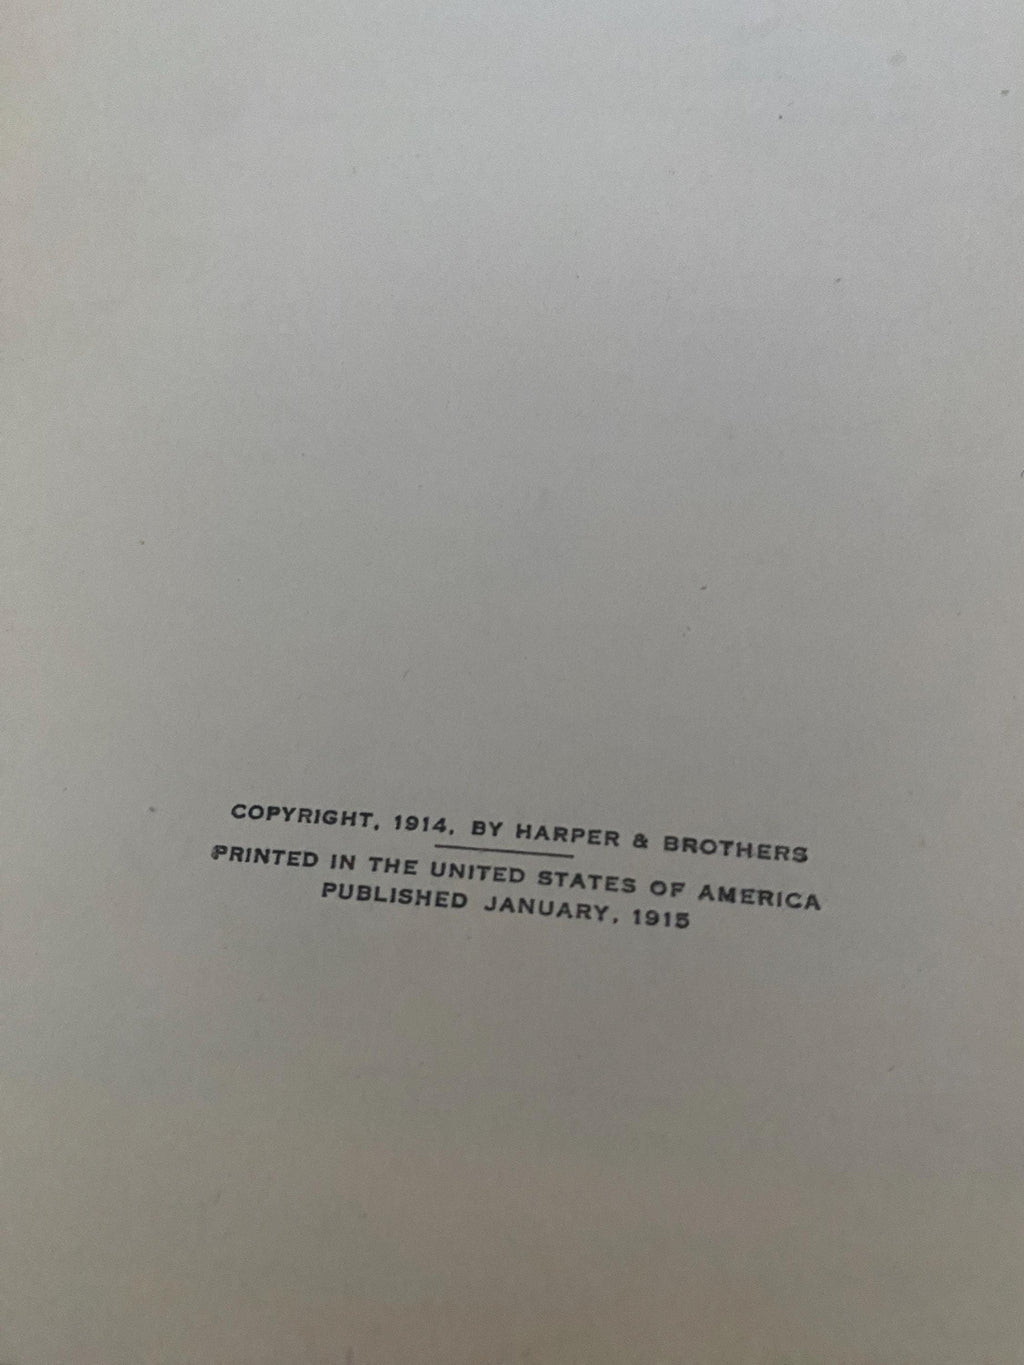 COPYRIGHT, 1914, BY HARPER & BROTHERS
PRINTED IN THE UNITED STATES OF AMERICA
PUBLISHED JANUARY, 1915